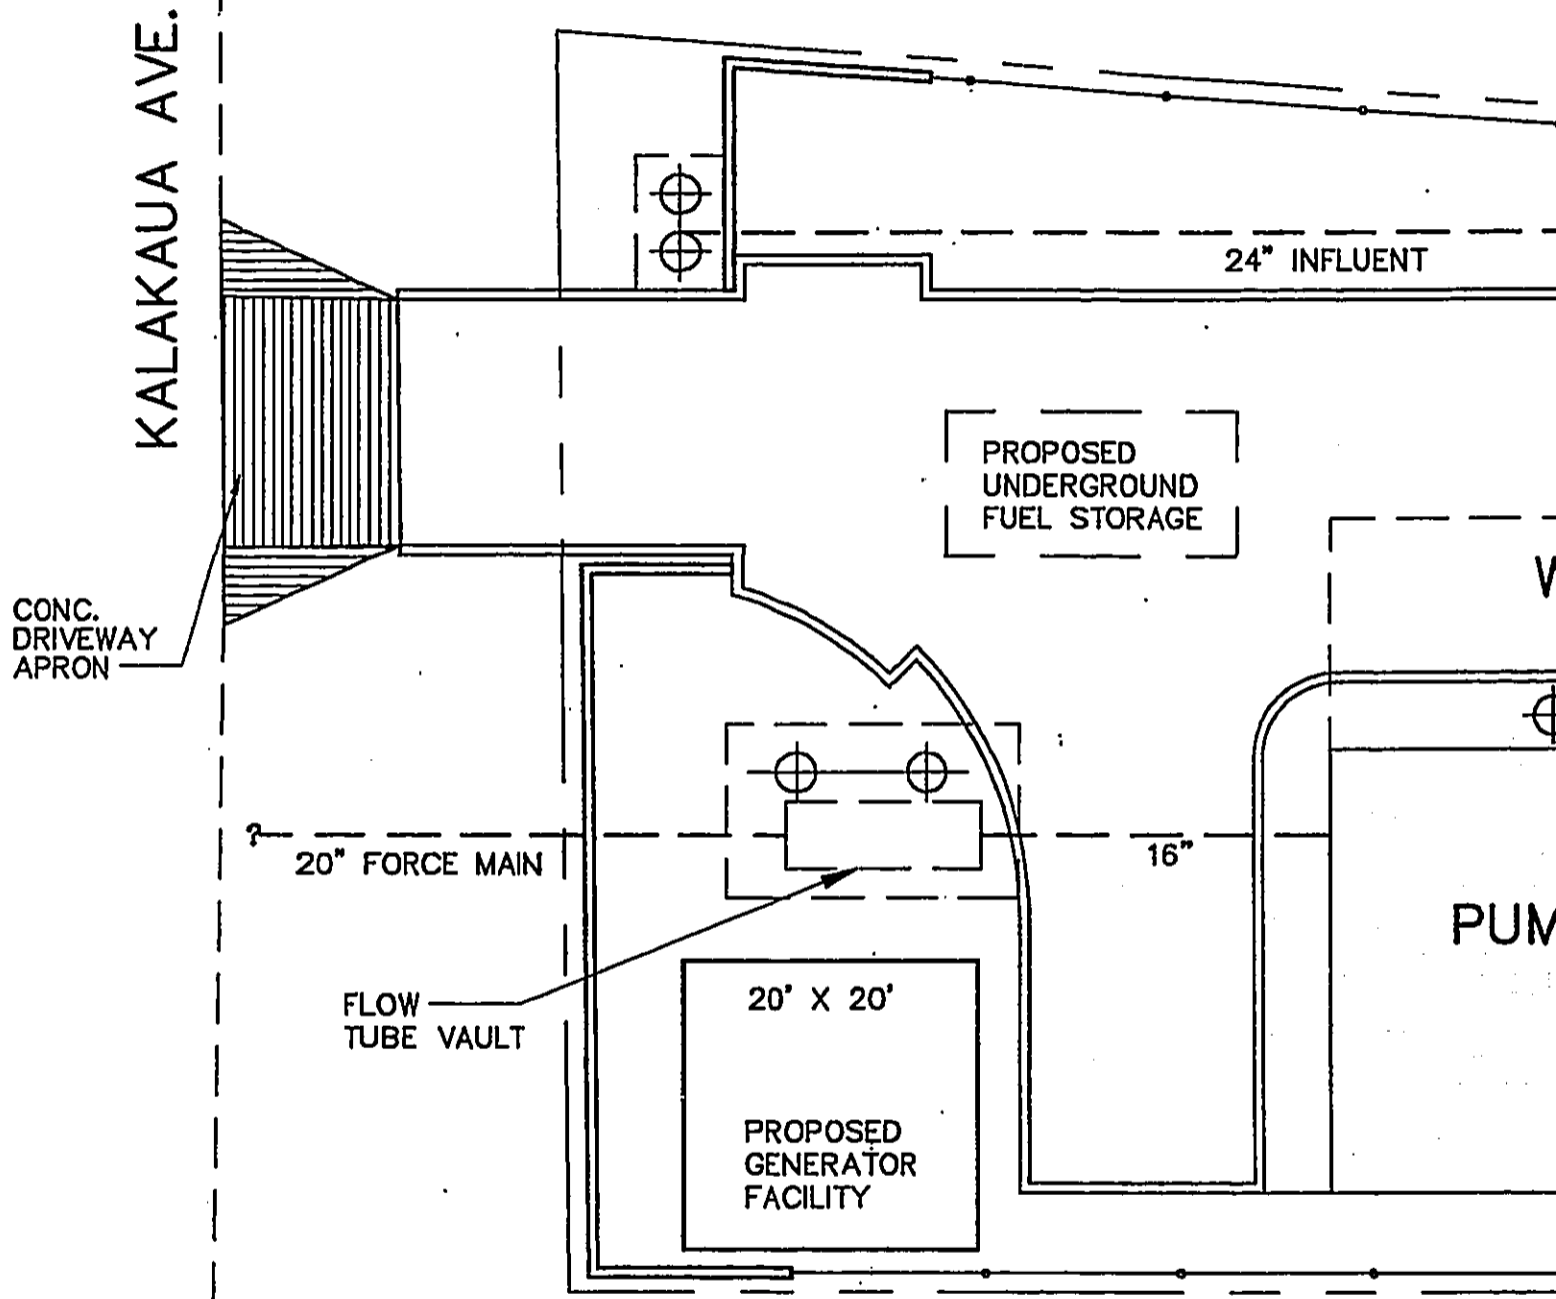 KALAKAUA AVE.
24" INFLUENT
PROPOSED
UNDERGROUND
FUEL STORAGE
W
CONC.
DRIVEWAY
APRON
?
20" FORCE MAIN
16"
PUM
FLOW
TUBE VAULT
20' X 20'
PROPOSED
GENERATOR
FACILITY